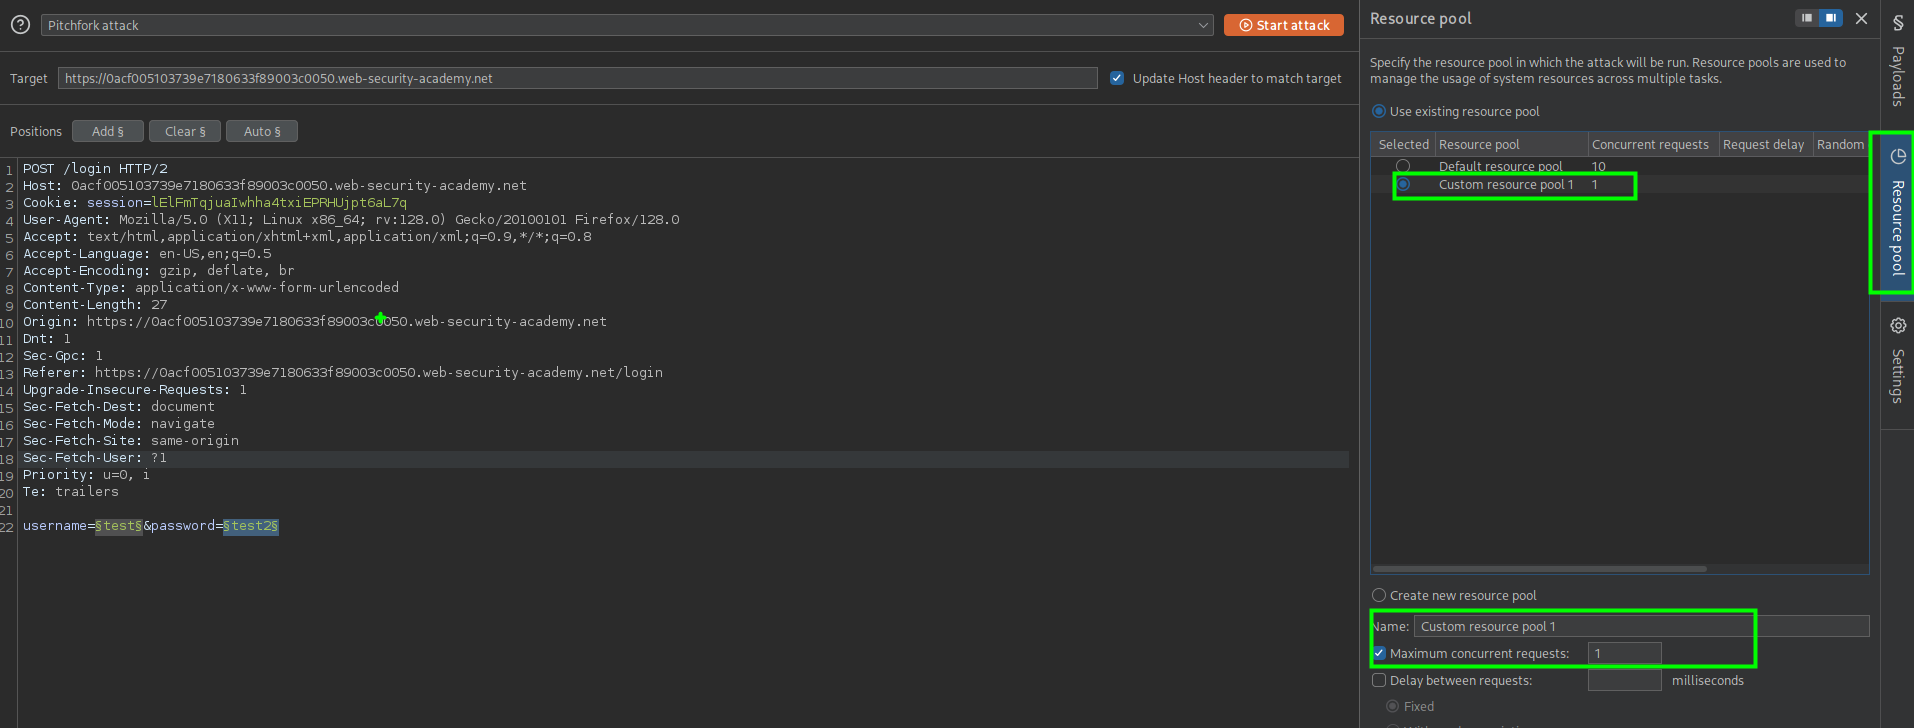 Pitchfork attack
Start attack
Target
https://0acf005103739e7180633f89003c0050.web-security-academy.net
Update Host header to match target
Positions
Add §
Clear §
Auto §
1 POST /login HTTP/2
2 Host: 0acf005103739e7180633f89003c0050.web-security-academy.net
3 Cookie: session=lElFmTqjuaIwhha4txiEPRHUjpt6aL7q
4 User-Agent: Mozilla/5.0 (X11; Linux x86_64; rv:128.0) Gecko/20100101 Firefox/128.0
5 Accept: text/html,application/xhtml+xml,application/xml;q=0.9,*/*;q=0.8
6 Accept-Language: en-US,en;q=0.5
7 Accept-Encoding: gzip, deflate, br
8 Content-Type: application/x-www-form-urlencoded
9 Content-Length: 27
10 Origin: https://0acf005103739e7180633f89003c0050.web-security-academy.net
11 Dnt: 1
12 Sec-Gpc: 1
13 Referer: https://0acf005103739e7180633f89003c0050.web-security-academy.net/login
14 Upgrade-Insecure-Requests: 1
15 Sec-Fetch-Dest: document
16 Sec-Fetch-Mode: navigate
17 Sec-Fetch-Site: same-origin
18 Sec-Fetch-User: ?1
19 Priority: u=0, i
20 Te: trailers
21
22 username=§test§&password=§test2§
Resource pool
Specify the resource pool in which the attack will be run. Resource pools are used to
manage the usage of system resources across multiple tasks.
Use existing resource pool
Selected Resource pool Concurrent requests Request delay Random
Default resource pool 10
Custom resource pool 1 1
Create new resource pool
Name: Custom resource pool 1
Maximum concurrent requests: 1
Delay between requests: milliseconds
Fixed
§ Payloads
Resource pool
Settings